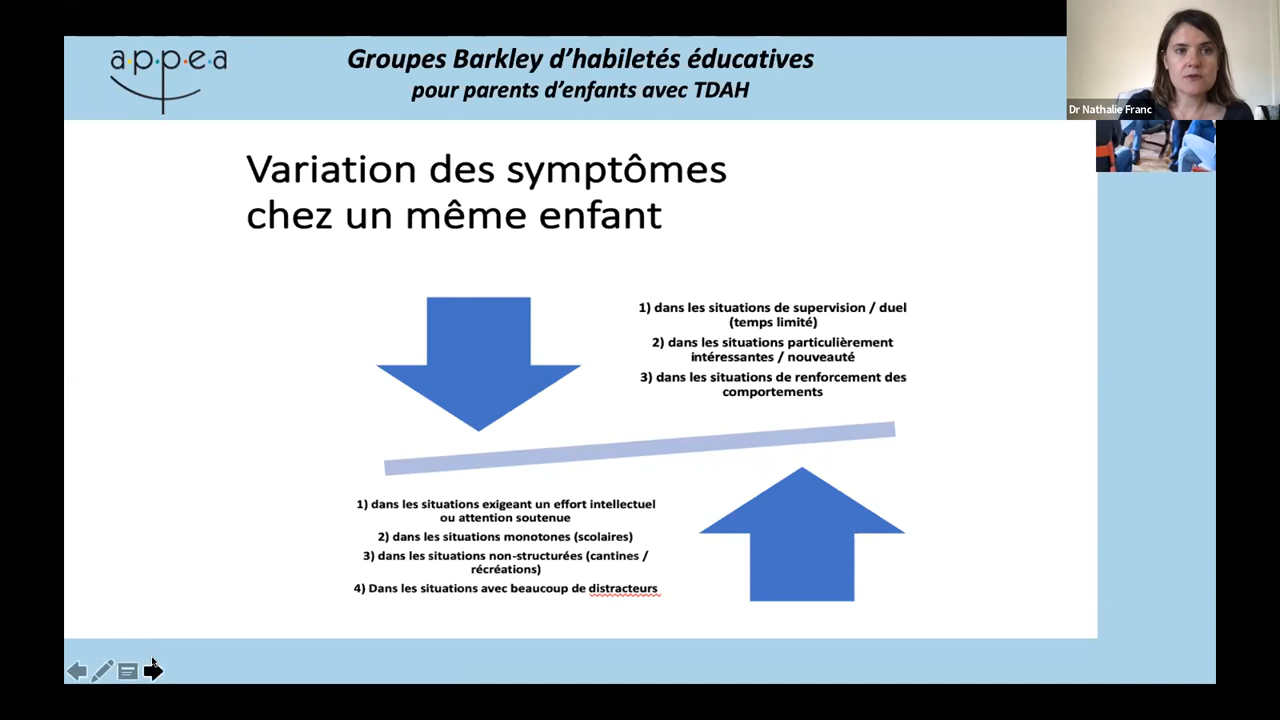 a.p.p.e.a
Groupes Barkley d'habiletés éducatives
pour parents d'enfants avec TDAH
Dr Nathalie Franc
Variation des symptômes
chez un même enfant
1) dans les situations de supervision / duel
(temps limité)
2) dans les situations particulièrement
intéressantes / nouveauté
3) dans les situations de renforcement des
comportements
1) dans les situations exigeant un effort intellectuel
ou attention soutenue
2) dans les situations monotones (scolaires)
3) dans les situations non-structurées (cantines /
récréations)
4) Dans les situations avec beaucoup de distracteurs